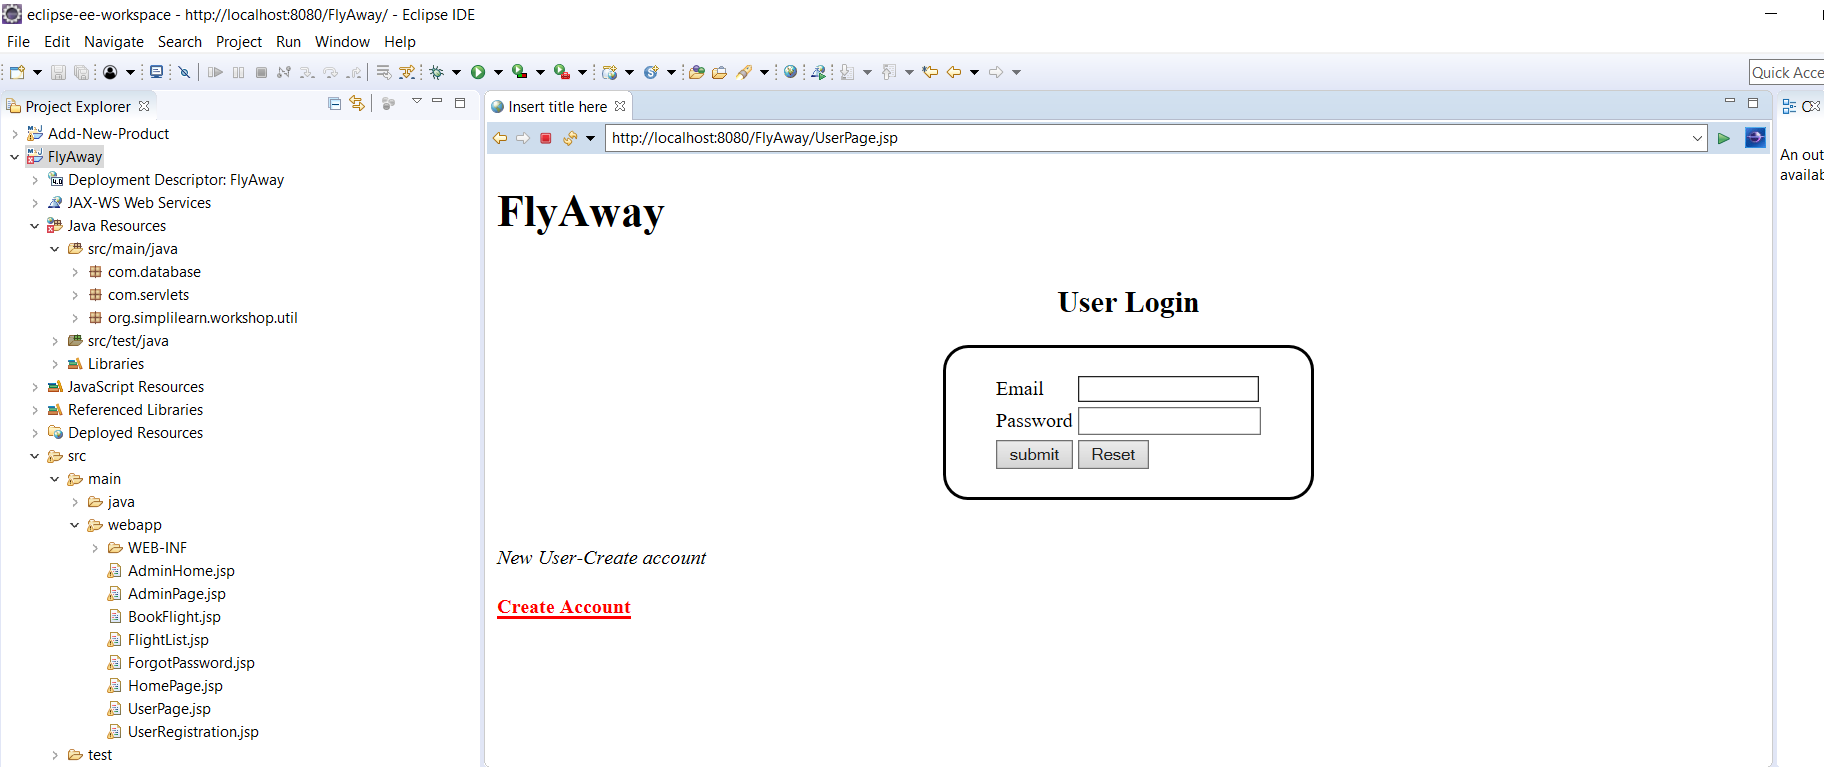 eclipse-ee-workspace - http://localhost:8080/FlyAway/ - Eclipse IDE
File Edit Navigate Search Project Run Window Help
Quick Acce
Project Explorer
Add-New-Product
FlyAway
Deployment Descriptor: FlyAway
JAX-WS Web Services
Java Resources
src/main/java
com.database
com.servlets
org.simplilearn.workshop.util
src/test/java
Libraries
JavaScript Resources
Referenced Libraries
Deployed Resources
src
main
java
webapp
WEB-INF
AdminHome.jsp
AdminPage.jsp
BookFlight.jsp
FlightList.jsp
ForgotPassword.jsp
HomePage.jsp
UserPage.jsp
UserRegistration.jsp
test
Insert title here
http://localhost:8080/FlyAway/UserPage.jsp
FlyAway
User Login
Email
Password
submit Reset
New User-Create account
Create Account
An out
availab